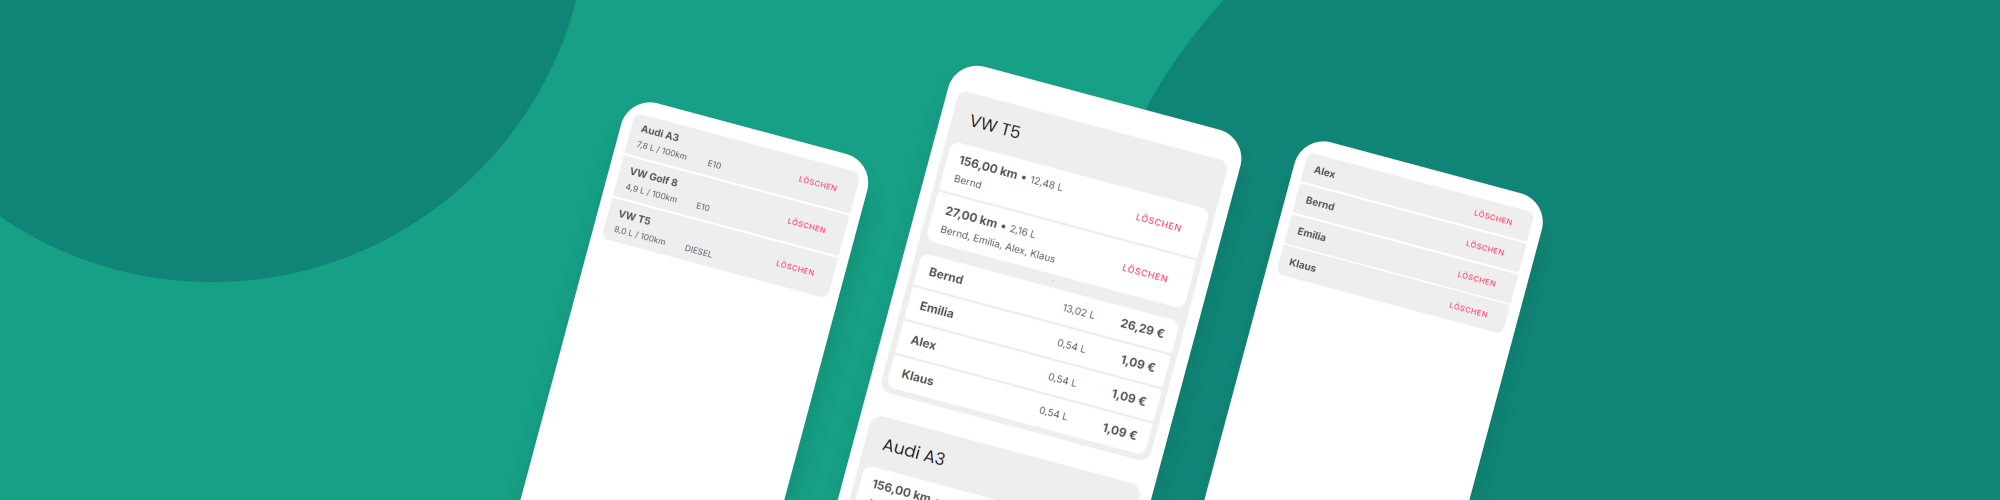 Audi A3
7,8 L / 100km E10 LÖSCHEN
VW Golf 8
4,9 L / 100km E10 LÖSCHEN
VW T5
8,0 L / 100km DIESEL LÖSCHEN
VW T5
156,00 km • 12,48 L
Bernd LÖSCHEN
27,00 km • 2,16 L
Bernd, Emilia, Alex, Klaus LÖSCHEN
Bernd 13,02 L 26,29 €
Emilia 0,54 L 1,09 €
Alex 0,54 L 1,09 €
Klaus 0,54 L 1,09 €
Audi A3
156,00 km
Alex LÖSCHEN
Bernd LÖSCHEN
Emilia LÖSCHEN
Klaus LÖSCHEN